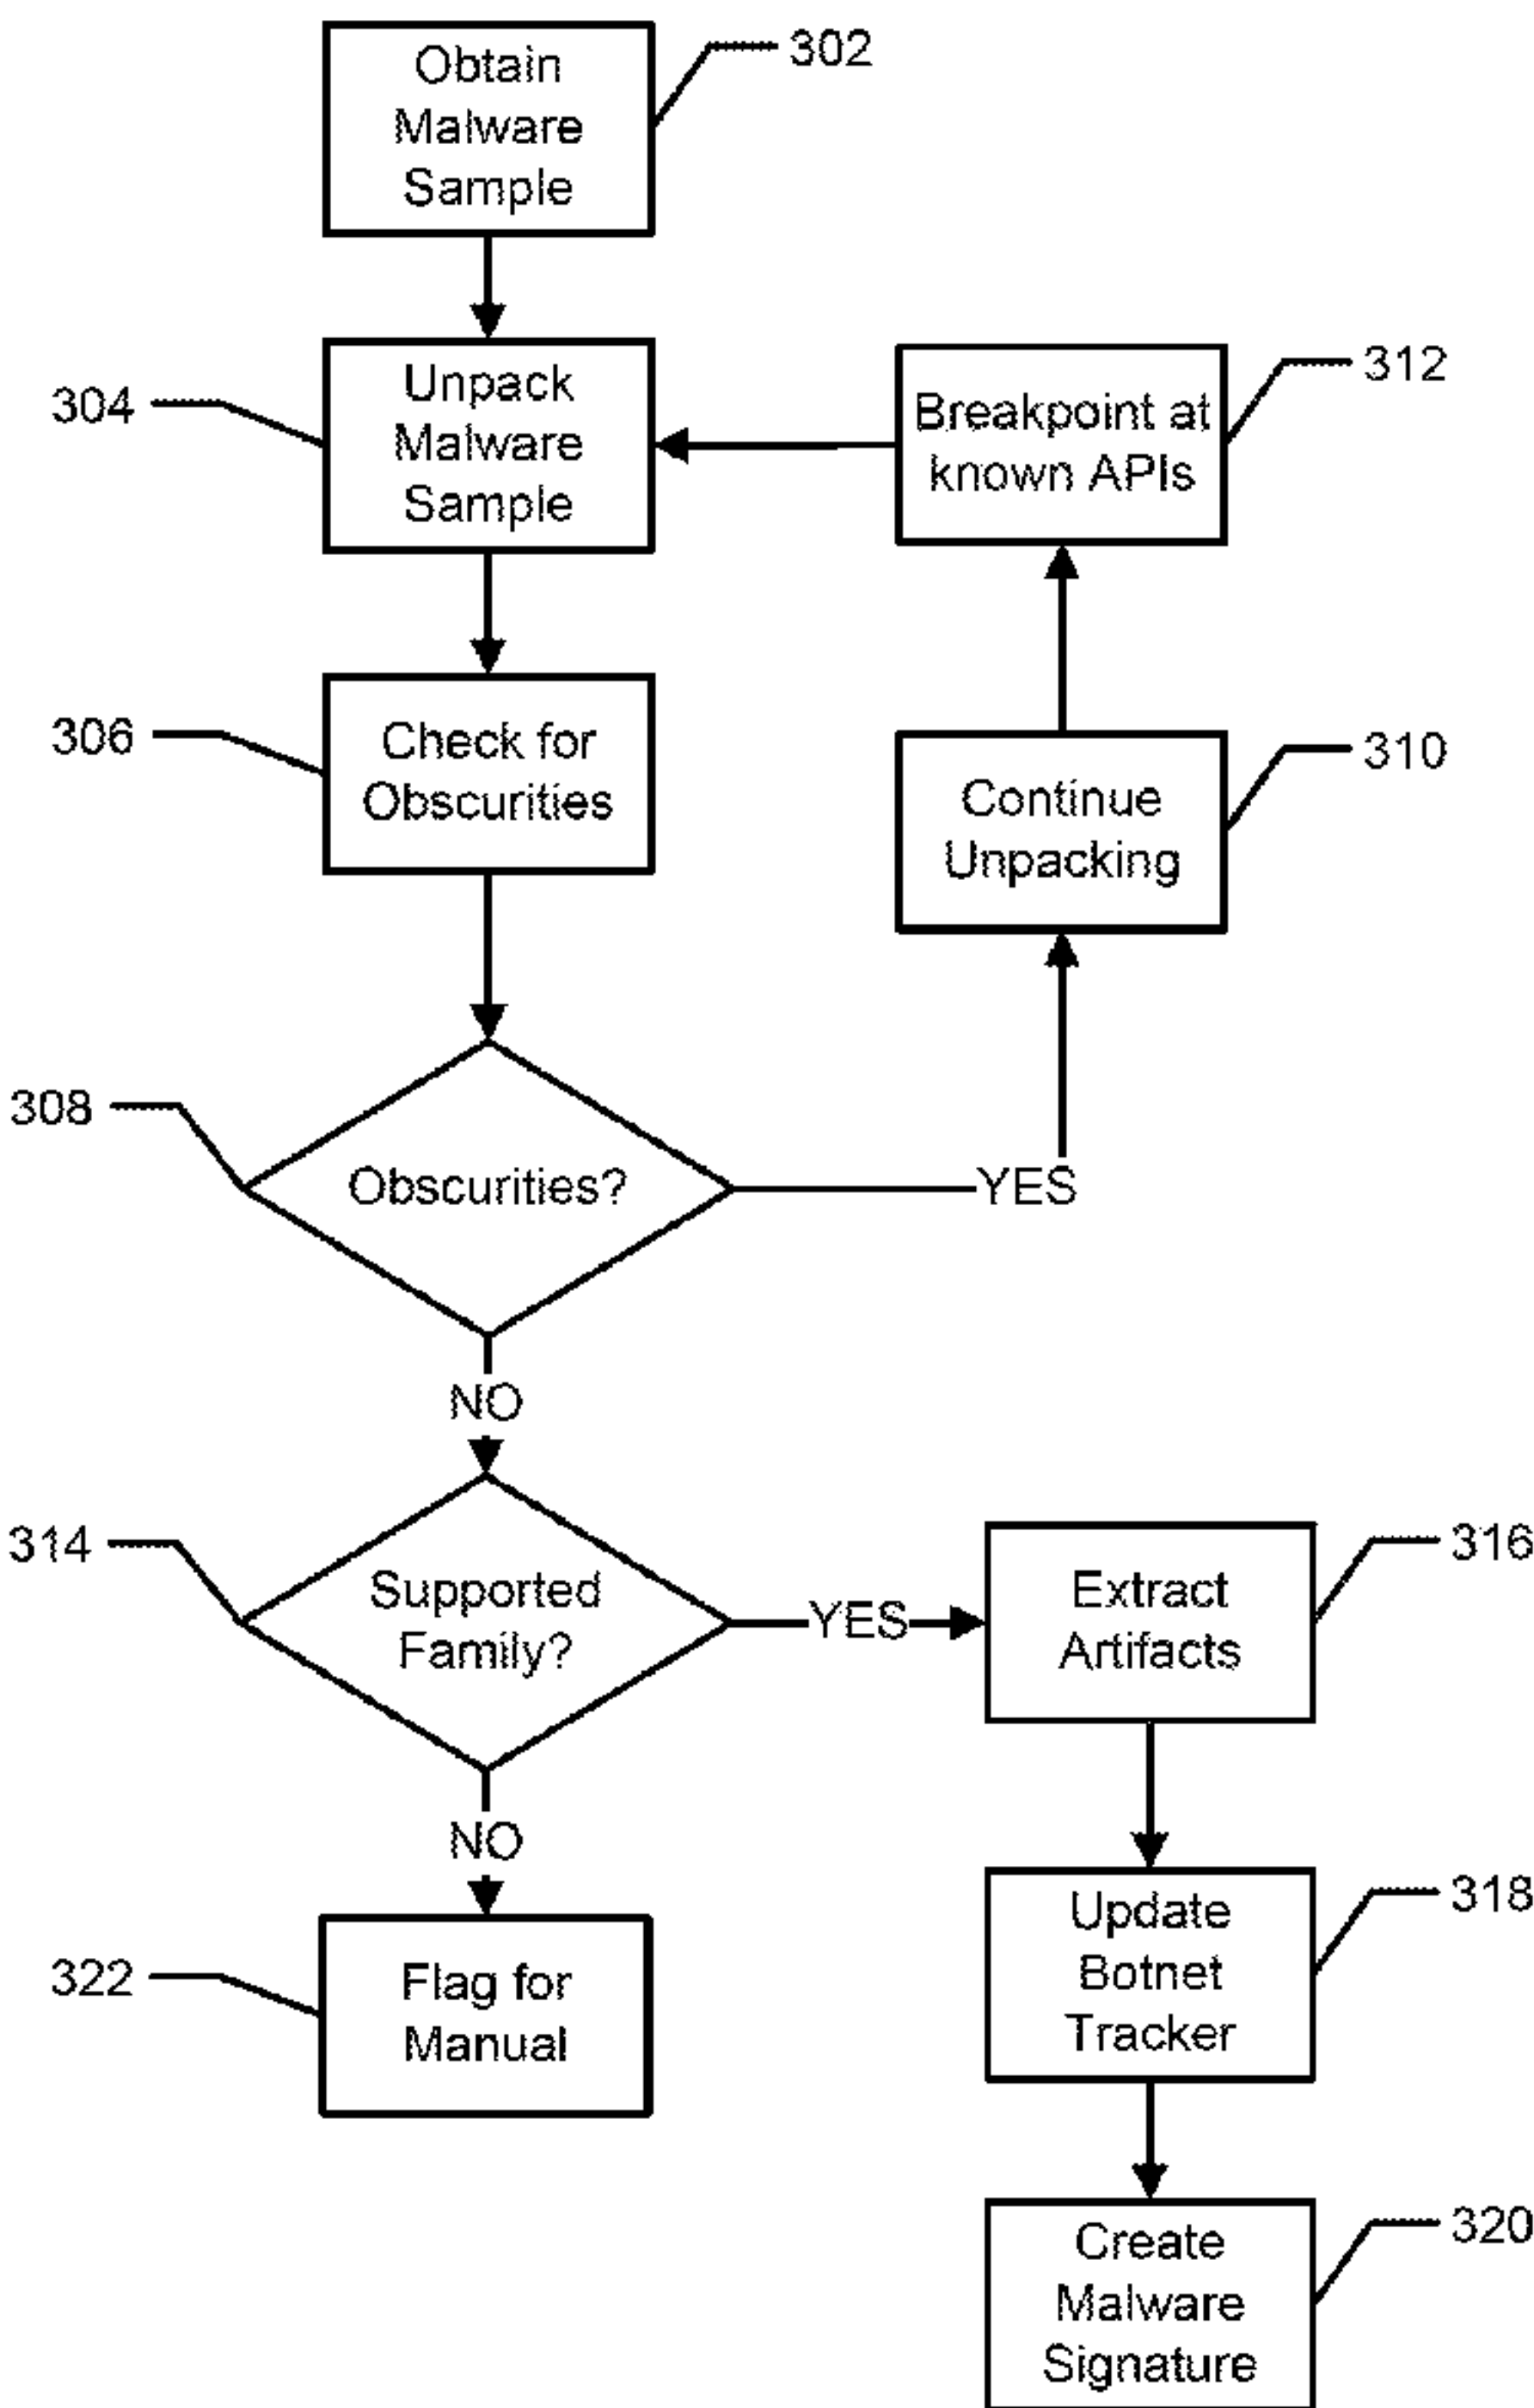 Obtain
Malware
Sample
302
304
Unpack
Malware
Sample
Breakpoint at
known APIs
312
306
Check for
Obscurities
Continue
Unpacking
310
308
Obscurities?
YES
NO
314
Supported
Family?
YES
Extract
Artifacts
316
NO
322
Flag for
Manual
Update
Botnet
Tracker
318
Create
Malware
Signature
320